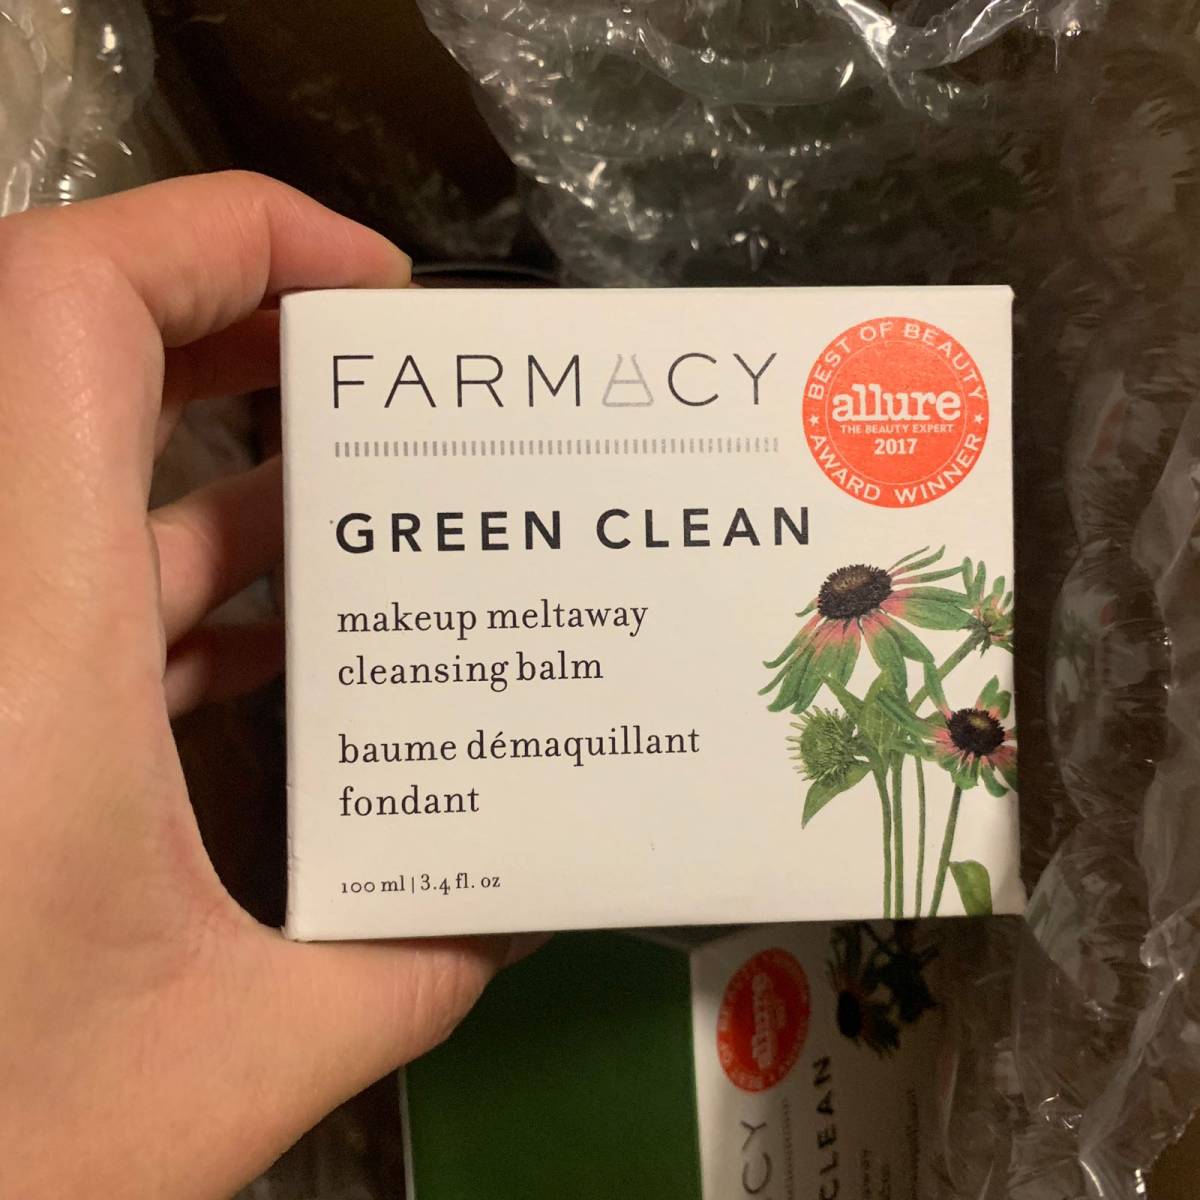 FARMACY
BEST OF BEAUTY
allure
THE BEAUTY EXPERT
2017
AWARD WINNER
GREEN CLEAN
makeup meltaway
cleansing balm
baume démaquillant
fondant
100 ml | 3.4 fl. oz
allure
CY
CLEAN